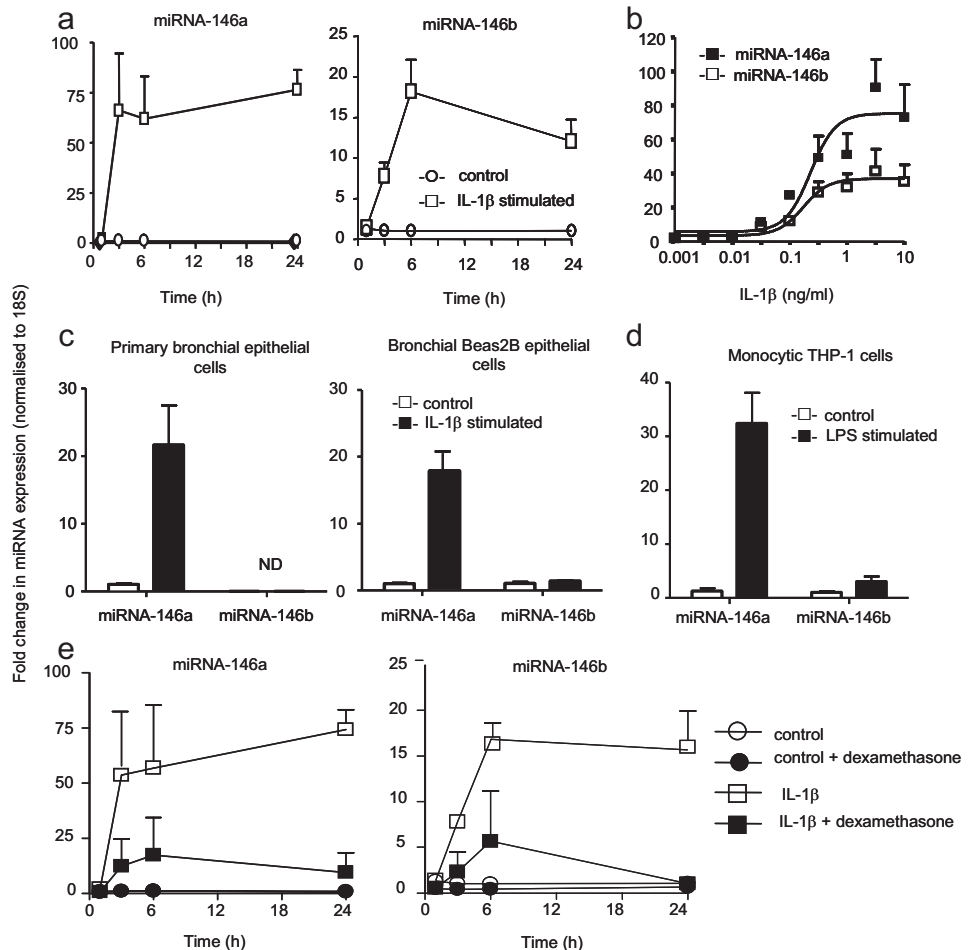 Fold change in miRNA expression (normalised to 18S)
a
miRNA-146a
100
75
50
25
0
0 6 12 18 24
Time (h)
miRNA-146b
25
20
15
10
5
0
0 6 12 18 24
Time (h)
control
IL-1β stimulated
b
120
100
80
60
40
20
0
miRNA-146a
miRNA-146b
0.001 0.01 0.1 1 10
IL-1β (ng/ml)
c
Primary bronchial epithelial
cells
30
20
10
0
ND
miRNA-146a miRNA-146b
Bronchial Beas2B epithelial
cells
30
20
10
0
control
IL-1β stimulated
miRNA-146a miRNA-146b
d
Monocytic THP-1 cells
40
30
20
10
0
control
LPS stimulated
miRNA-146a miRNA-146b
e
miRNA-146a
100
75
50
25
0
0 6 12 18 24
Time (h)
miRNA-146b
25
20
15
10
5
0
0 6 12 18 24
Time (h)
control
control + dexamethasone
IL-1β
IL-1β + dexamethasone